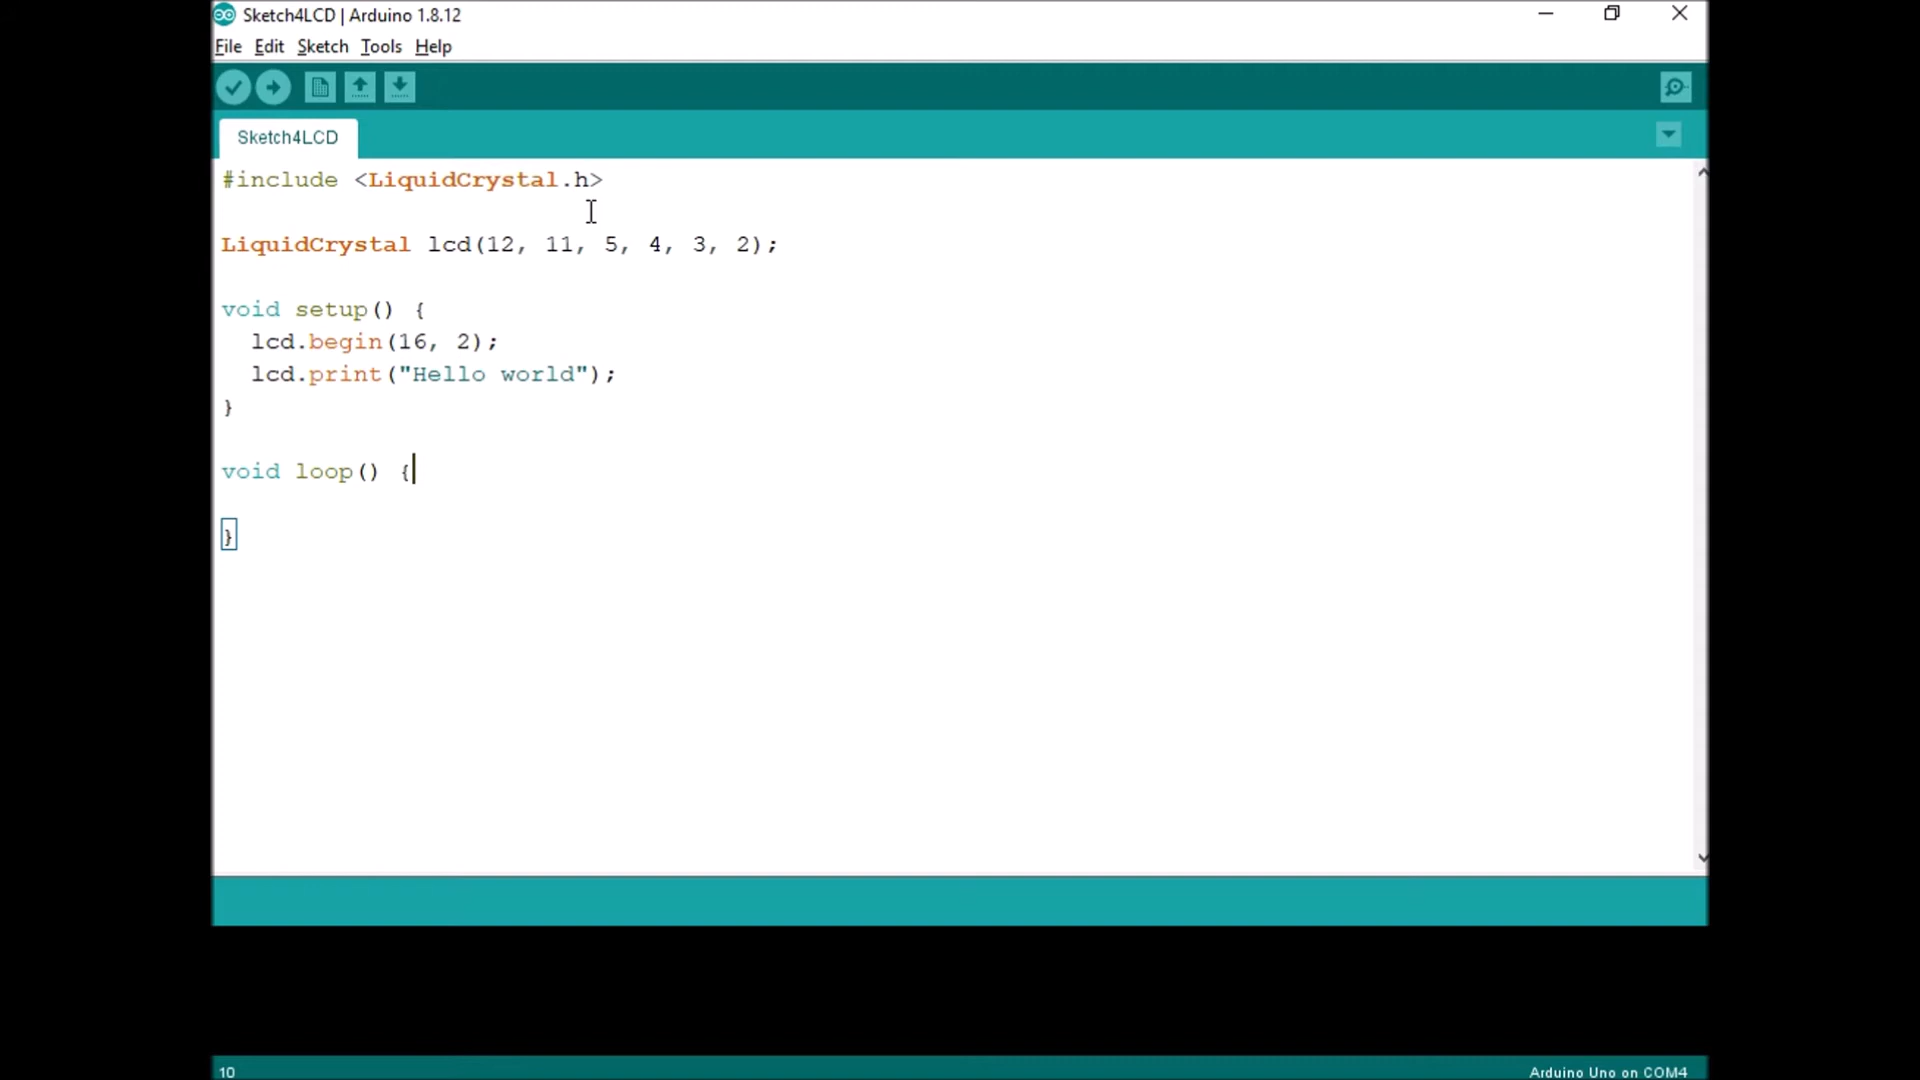 Sketch4LCD | Arduino 1.8.12
File Edit Sketch Tools Help
Sketch4LCD
#include <LiquidCrystal.h>
LiquidCrystal lcd(12, 11, 5, 4, 3, 2);
void setup() {
lcd.begin(16, 2);
lcd.print("Hello world");
}
void loop() {
}
10
Arduino Uno on COM4